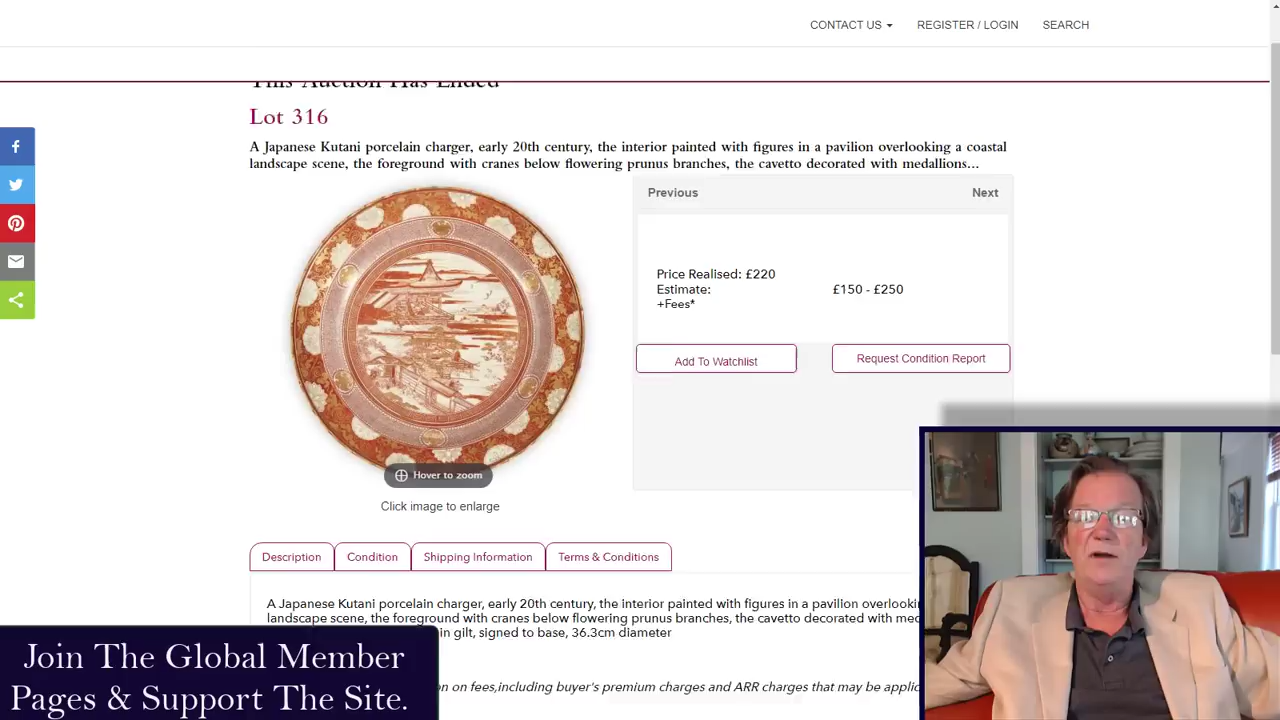 CONTACT US
REGISTER / LOGIN
SEARCH
This Auction Has Ended
Lot 316
A Japanese Kutani porcelain charger, early 20th century, the interior painted with figures in a pavilion overlooking a coastal
landscape scene, the foreground with cranes below flowering prunus branches, the cavetto decorated with medallions...
Previous
Next
Price Realised: £220
Estimate:
£150 - £250
+Fees*
Add To Watchlist
Request Condition Report
Hover to zoom
Click image to enlarge
Description
Condition
Shipping Information
Terms & Conditions
A Japanese Kutani porcelain charger, early 20th century, the interior painted with figures in a pavilion
landscape scene, the foreground with cranes below flowering prunus branches, the cavetto decorated with
in gilt, signed to base, 36.3cm diameter
on fees,including buyer's premium charges and ARR charges that may be
Join The Global Member
Pages & Support The Site.